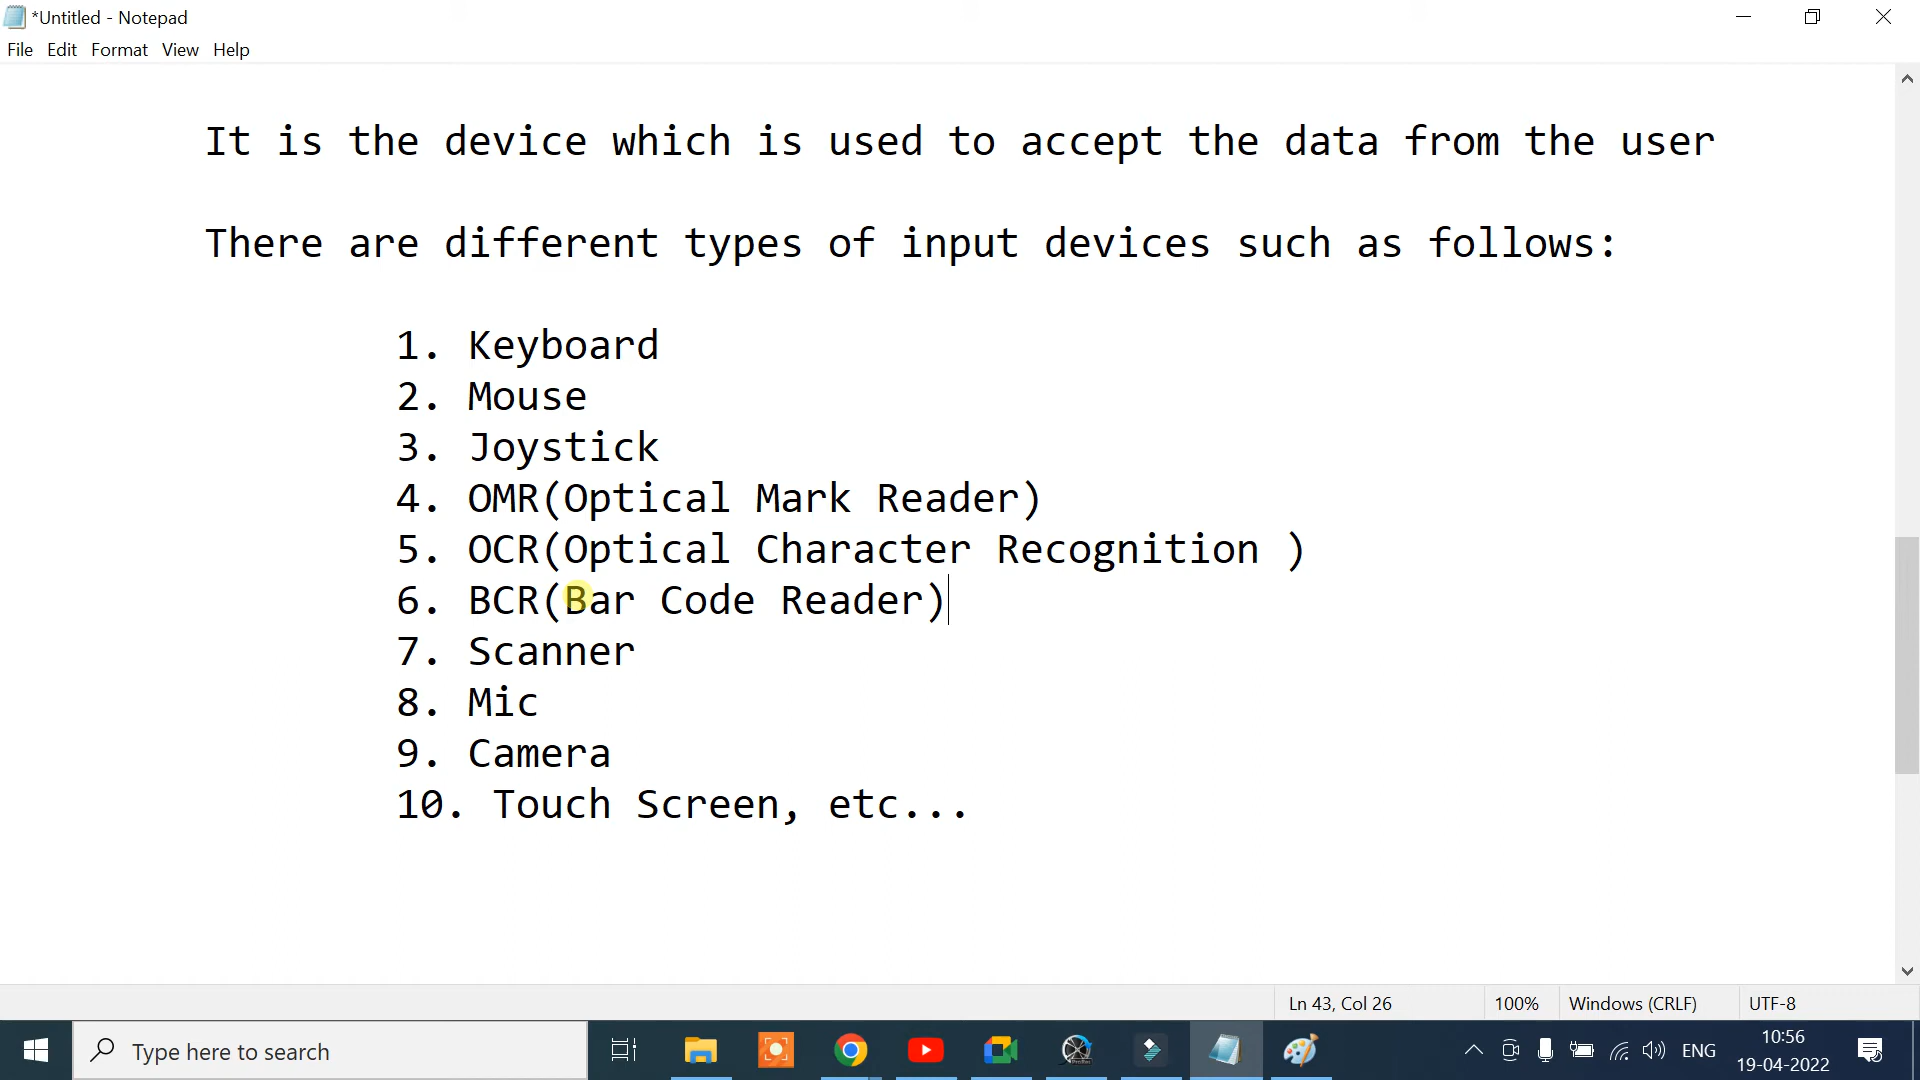 *Untitled - Notepad
File Edit Format View Help
It is the device which is used to accept the data from the user
There are different types of input devices such as follows:
1. Keyboard
2. Mouse
3. Joystick
4. OMR(Optical Mark Reader)
5. OCR(Optical Character Recognition )
6. BCR(Bar Code Reader)
7. Scanner
8. Mic
9. Camera
10. Touch Screen, etc...
Ln 43, Col 26 100% Windows (CRLF) UTF-8
Type here to search
ENG
10:56
19-04-2022